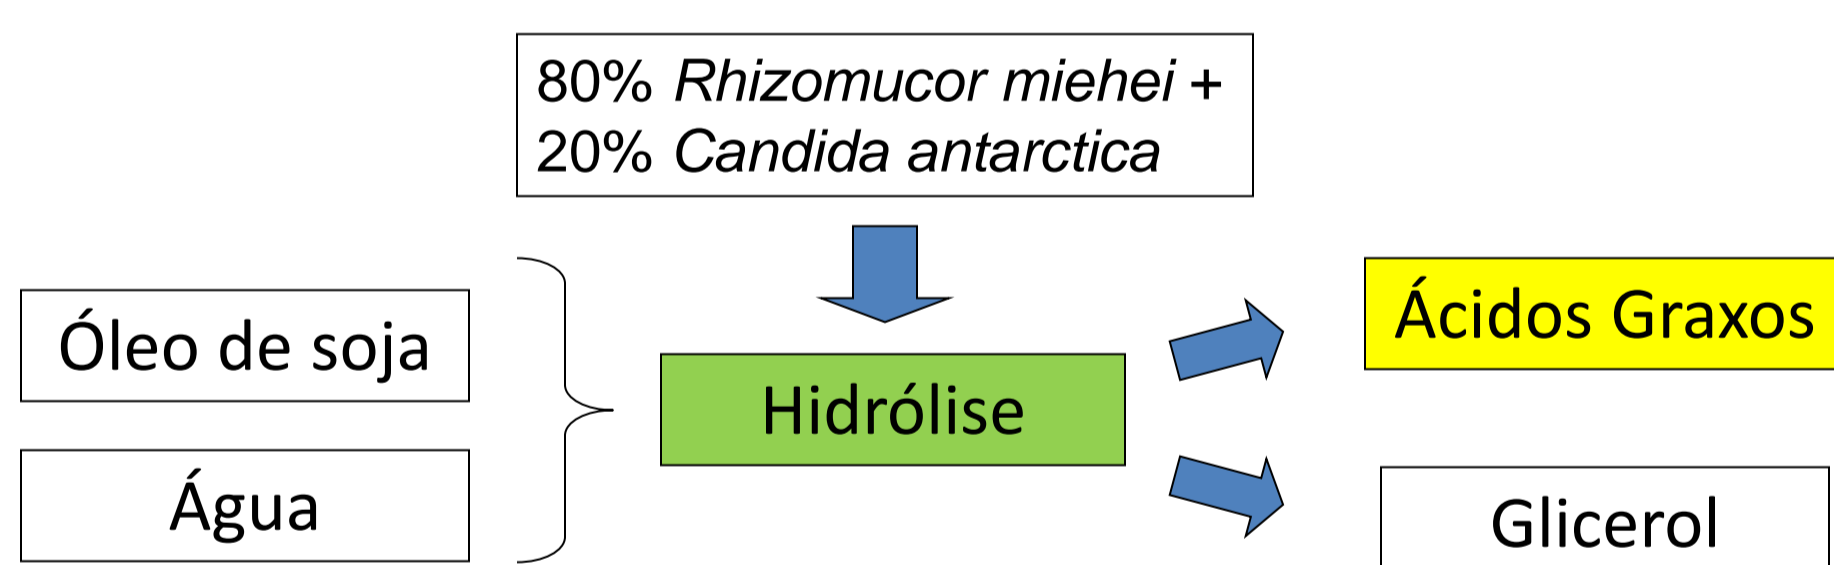 80% Rhizomucor miehei +
20% Candida antarctica
Óleo de soja
Água
Hidrólise
Ácidos Graxos
Glicerol